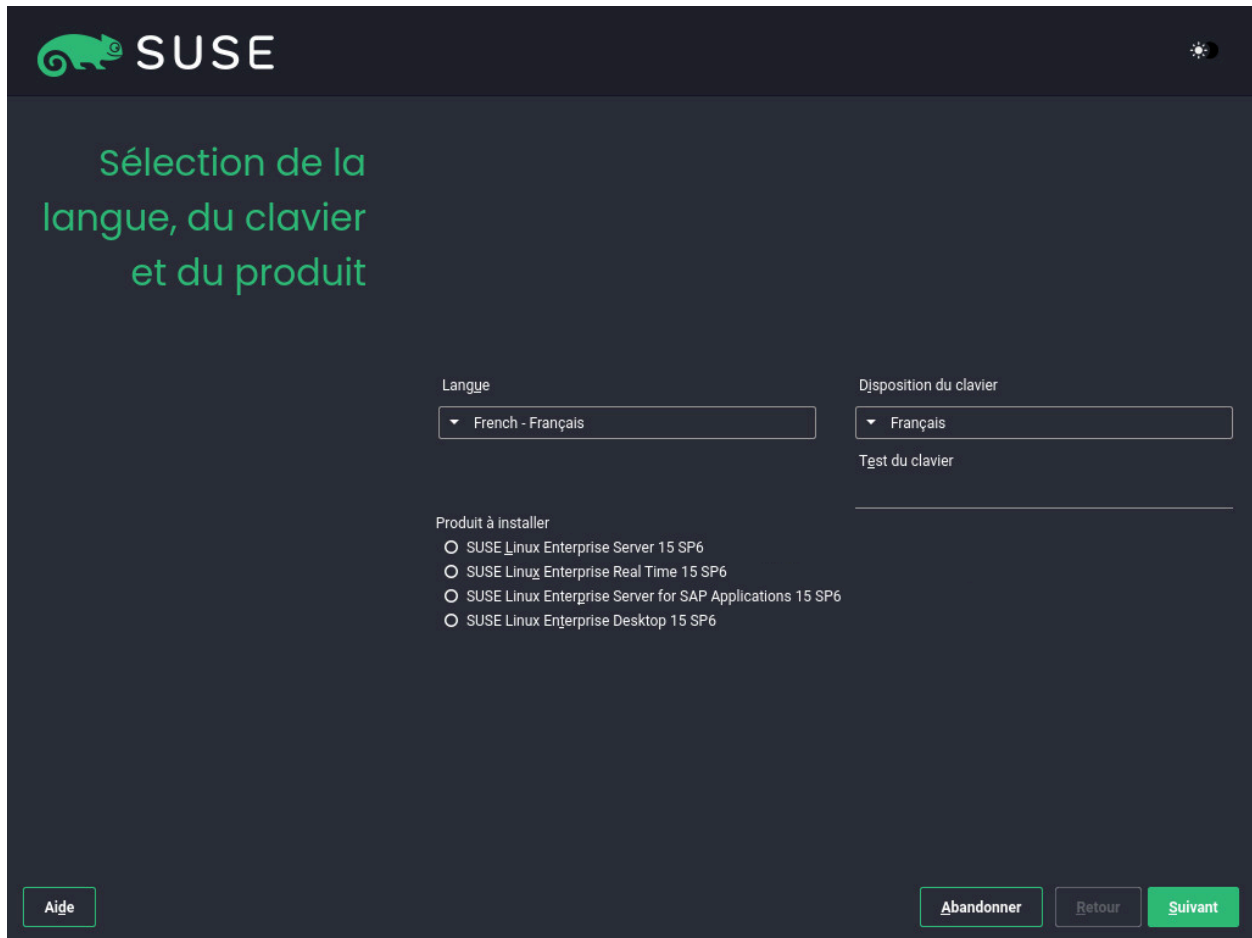 SUSE
Sélection de la
langue, du clavier
et du produit
Langue
Disposition du clavier
French - Français
Français
Test du clavier
Produit à installer
SUSE Linux Enterprise Server 15 SP6
SUSE Linux Enterprise Real Time 15 SP6
SUSE Linux Enterprise Server for SAP Applications 15 SP6
SUSE Linux Enterprise Desktop 15 SP6
Aide
Abandonner
Retour
Suivant